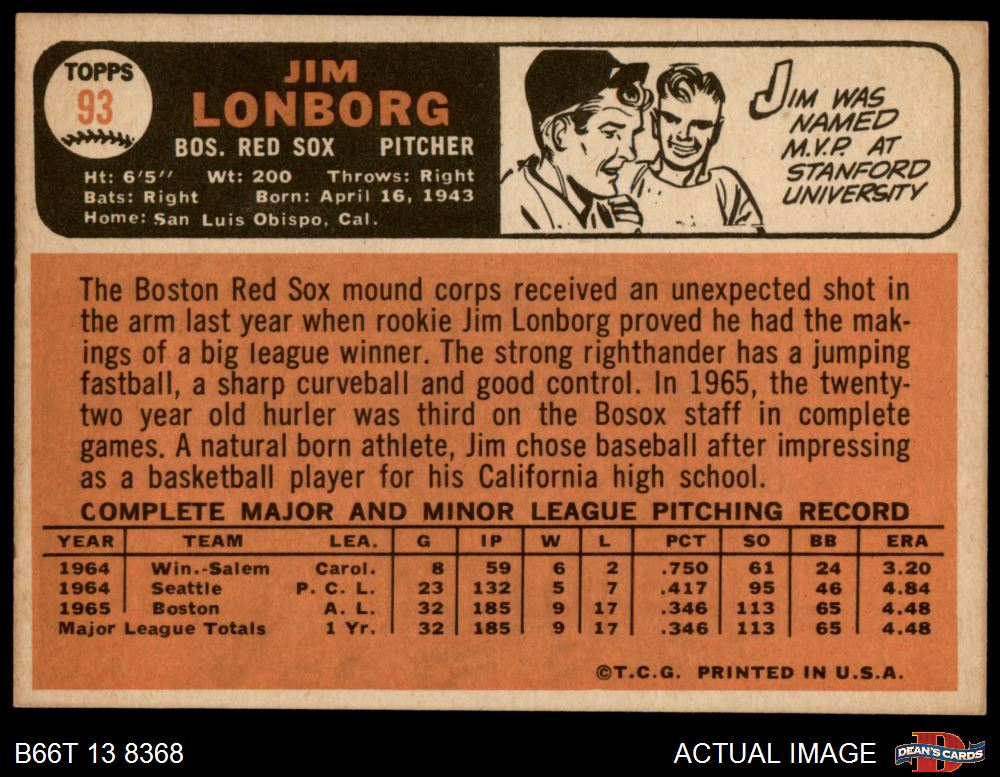 TOPPS
93
JIM
LONBORG
BOS. RED SOX PITCHER
Ht: 6'5" Wt: 200 Throws: Right
Bats: Right Born: April 16, 1943
Home: San Luis Obispo, Cal.
JIM WAS
NAMED
M.V.P. AT
STANFORD
UNIVERSITY
The Boston Red Sox mound corps received an unexpected shot in
the arm last year when rookie Jim Lonborg proved he had the mak-
ings of a big league winner. The strong righthander has a jumping
fastball, a sharp curveball and good control. In 1965, the twenty-
two year old hurler was third on the Bosox staff in complete
games. A natural born athlete, Jim chose baseball after impressing
as a basketball player for his California high school.
COMPLETE MAJOR AND MINOR LEAGUE PITCHING RECORD
YEAR TEAM LEA. G IP W L PCT SO BB ERA
1964 Win.-Salem Carol. 8 59 6 2 .750 61 24 3.20
1964 Seattle P. C. L. 23 132 5 7 .417 95 46 4.84
1965 Boston A. L. 32 185 9 17 .346 113 65 4.48
Major League Totals 1 Yr. 32 185 9 17 .346 113 65 4.48
©T.C.G. PRINTED IN U.S.A.
B66T 13 8368
ACTUAL IMAGE
D
DEAN'S CARDS